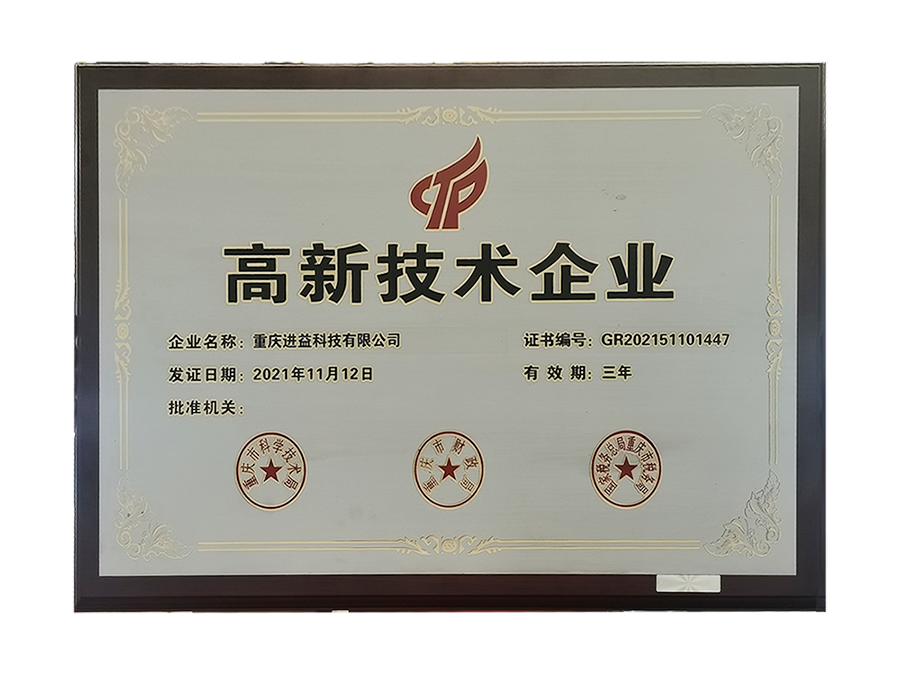 CTP
高新技术企业
企业名称：重庆进益科技有限公司
证书编号：GR202151101447
发证日期：2021年11月12日
有 效 期：三年
批准机关：
重庆市科学技术局
重庆市财政局
国家税务总局重庆市税务局